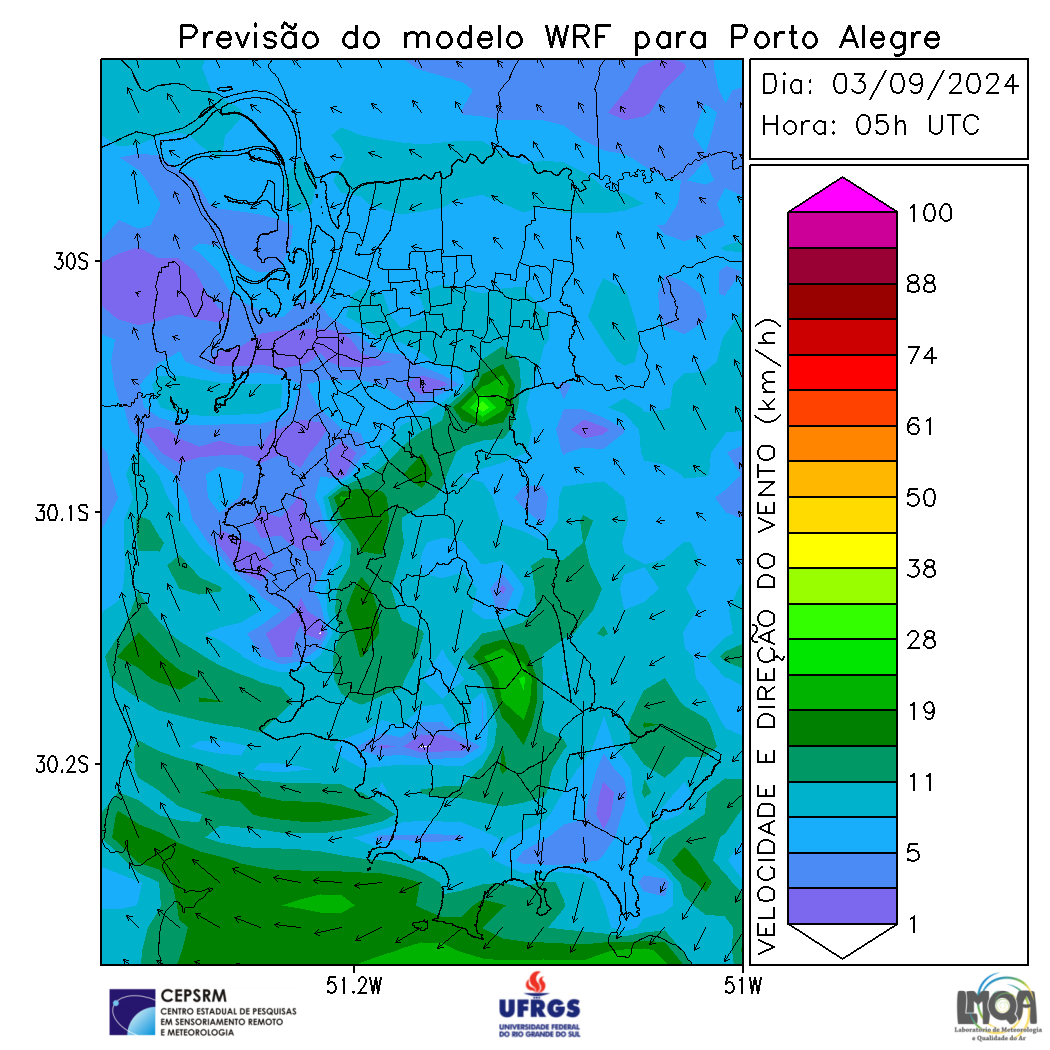 Previsão do modelo WRF para Porto Alegre
Dia: 03/09/2024
Hora: 05h UTC
30S
30.1S
30.2S
51.2W
51W
VELOCIDADE E DIREÇÃO DO VENTO (km/h)
100
88
74
61
50
38
28
19
11
5
1
CEPSRM
CENTRO ESTADUAL DE PESQUISAS
EM SENSORIAMENTO REMOTO
E METEOROLOGIA
UFRGS
UNIVERSIDADE FEDERAL
DO RIO GRANDE DO SUL
LMQA
Laboratório de Meteorologia
e Qualidade do Ar